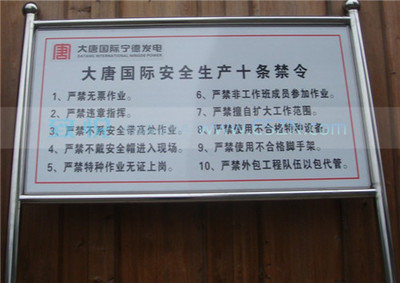 大唐国际宁德发电
大唐国际安全生产十条禁令
1、严禁无票作业。
2、严禁违章指挥。
3、严禁不系安全带高处作业。
4、严禁不戴安全帽进入现场。
5、严禁特种作业无证上岗。
6、严禁非工作班成员参加作业。
7、严禁擅自扩大工作范围。
8、严禁使用不合格特种设备。
9、严禁使用不合格脚手架。
10、严禁外包工程队伍以包代管。